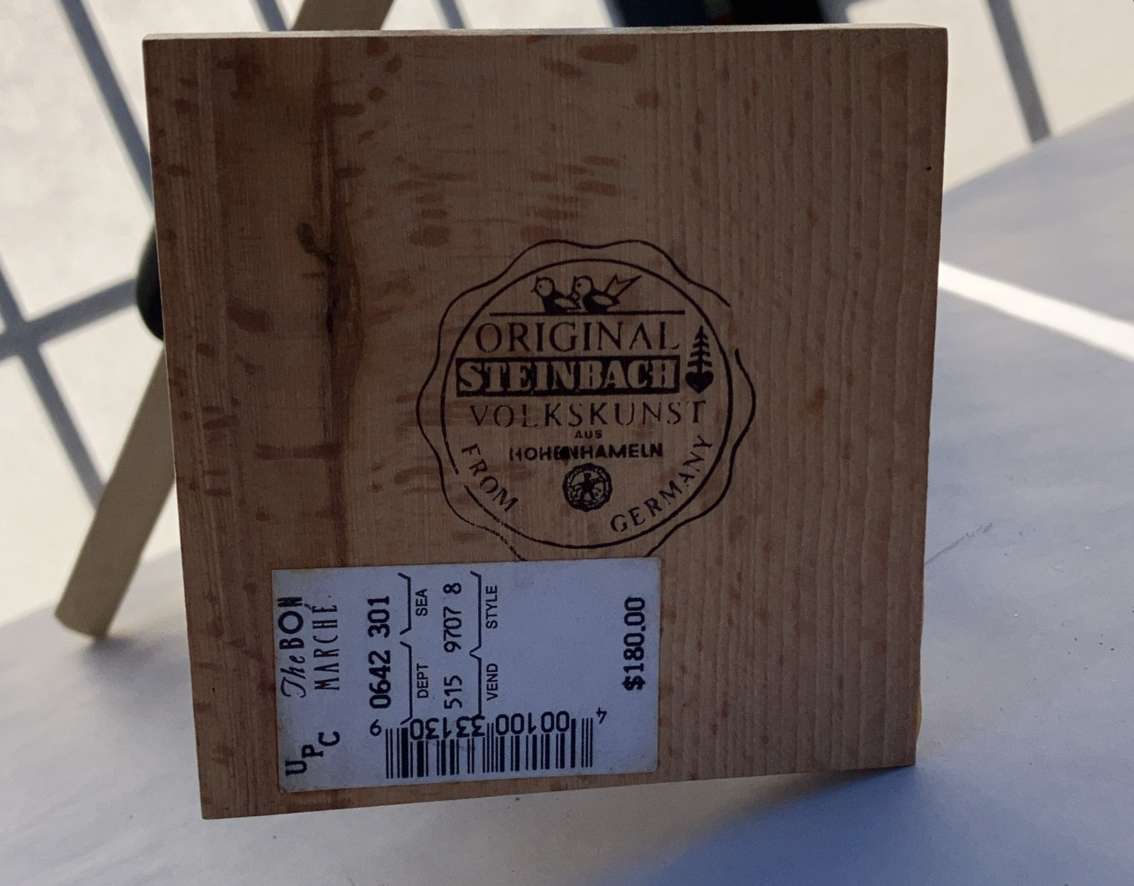 ORIGINAL
STEINBACH
VOLKSKUNST
AUS
HOHENHAMELN
FROM GERMANY
UPC
The BON
MARCHÉ
0642 301
DEPT SEA
515 9707 8
VEND STYLE
6 33130 00100 4
$180.00